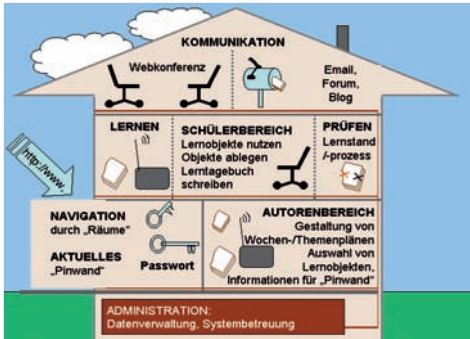 KOMMUNIKATION
Webkonferenz
Email,
Forum,
Blog
LERNEN
SCHÜLERBEREICH
Lernobjekte nutzen
Objekte ablegen
Lerntagebuch
schreiben
PRÜFEN
Lernstand
/-prozess
http://www.
NAVIGATION
durch „Räume“
AKTUELLES
„Pinwand“
Passwort
AUTORENBEREICH
Gestaltung von
Wochen-/Themenplänen
Auswahl von
Lernobjekten,
Informationen für „Pinwand“
ADMINISTRATION:
Datenverwaltung, Systembetreuung